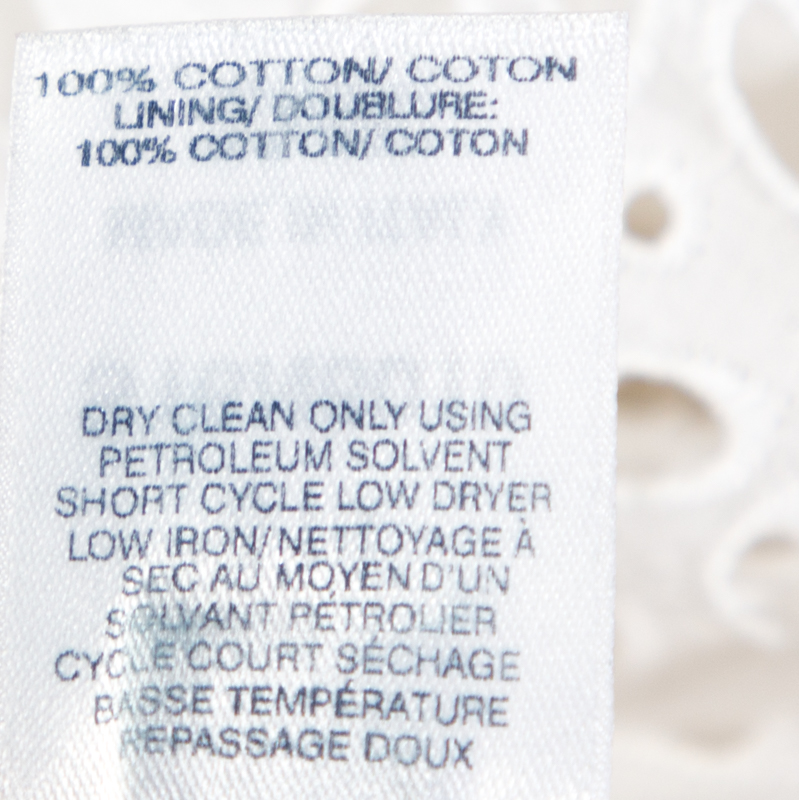 100% COTTON/ COTON
LINING/ DOUBLURE:
100% COTTON/ COTON
DRY CLEAN ONLY USING
PETROLEUM SOLVENT
SHORT CYCLE LOW DRYER
LOW IRON/NETTOYAGE À
SEC AU MOYEN D'UN
SOLVANT PÉTROLIER
CYCLE COURT SÉCHAGE
BASSE TEMPÉRATURE
REPASSAGE DOUX